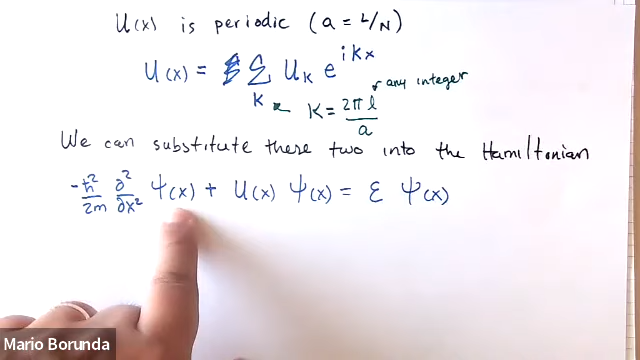 U(x) is periodic (a = L/N)
U(x) = Σ U_K e^{iKx}
K K = 2πl/a any integer
We can substitute these two into the Hamiltonian
-ħ²/2m ∂²/∂x² Ψ(x) + U(x) Ψ(x) = ε Ψ(x)
Mario Borunda